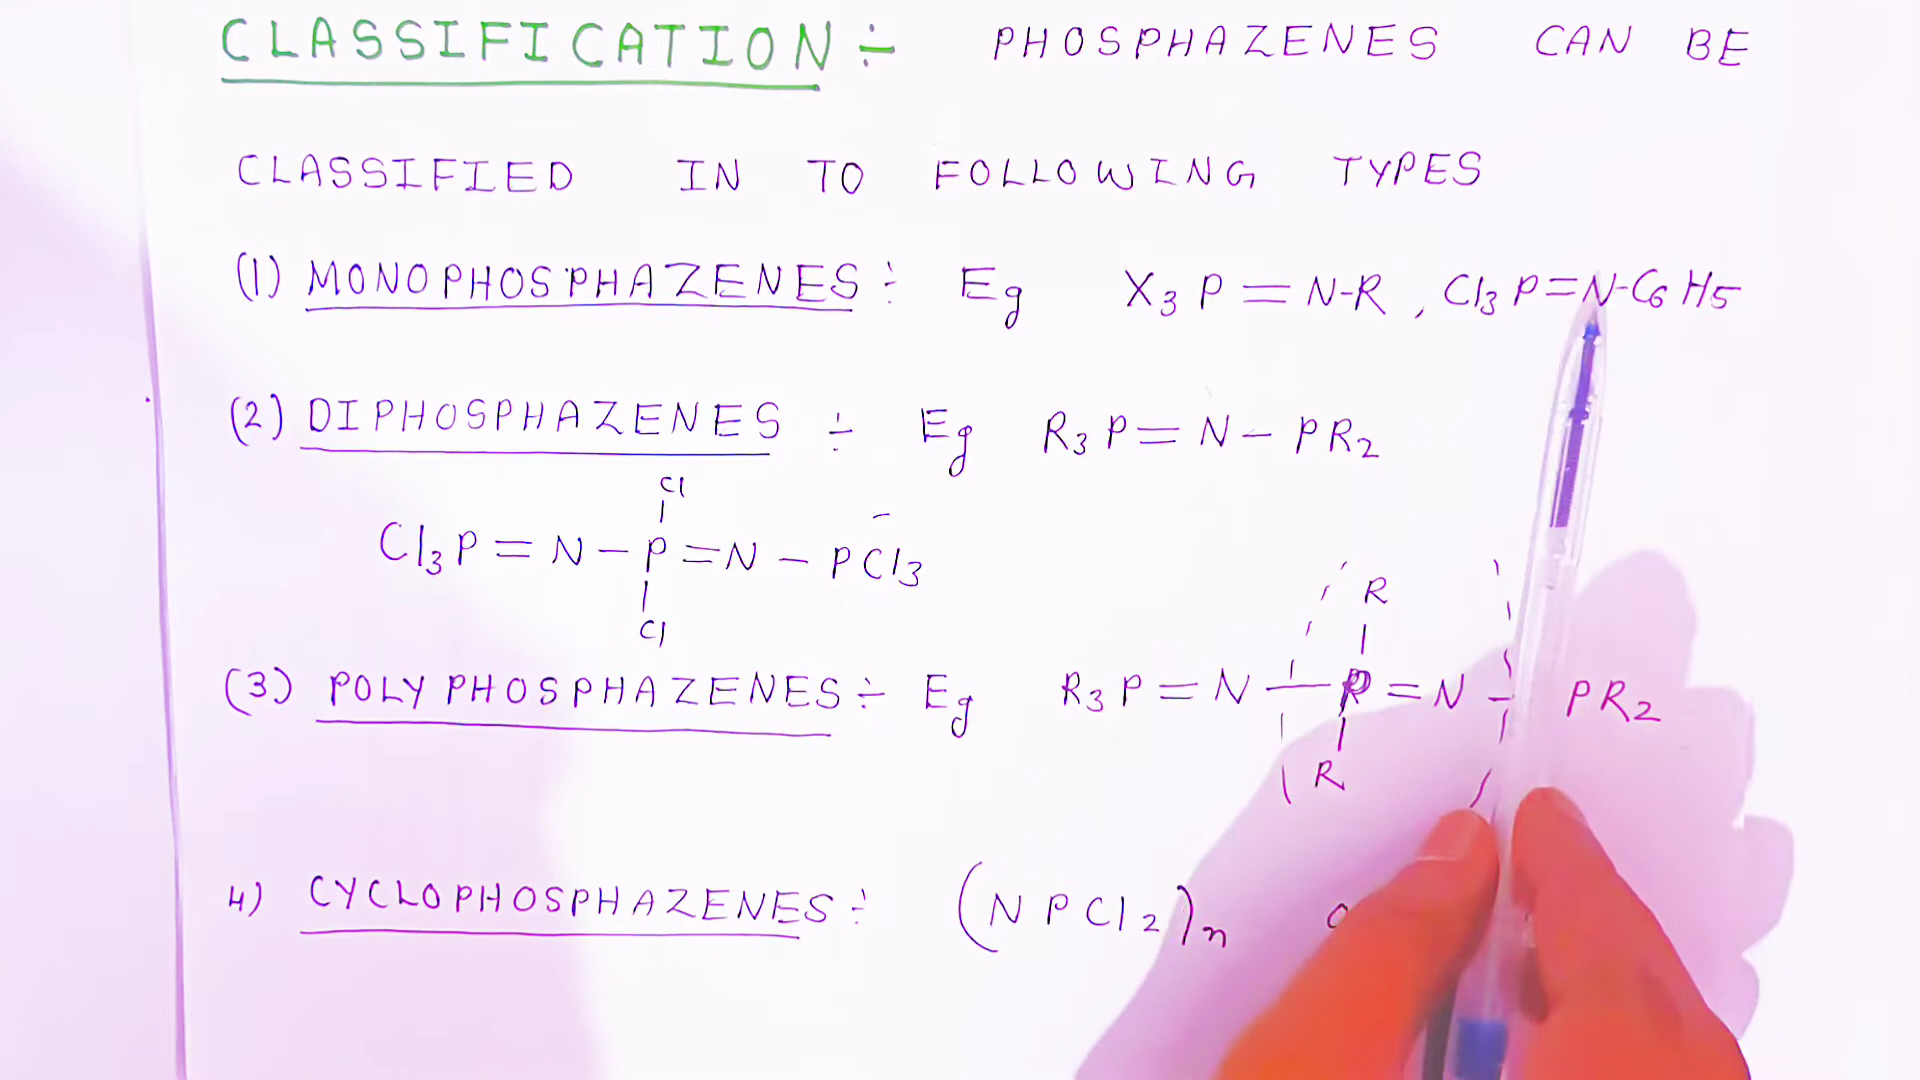 CLASSIFICATION ÷ PHOSPHAZENES CAN BE
CLASSIFIED IN TO FOLLOWING TYPES
(1) MONOPHOSPHAZENES ÷ Eg X3 P = N-R , Cl3 P=N-C6 H5
(2) DIPHOSPHAZENES ÷ Eg R3 P = N - PR2
Cl
Cl3 P = N - P = N - PCl3
Cl
R
(3) POLYPHOSPHAZENES ÷ Eg R3 P = N - P = N - PR2
R
4) CYCLOPHOSPHAZENES ÷ (NPCl2)n